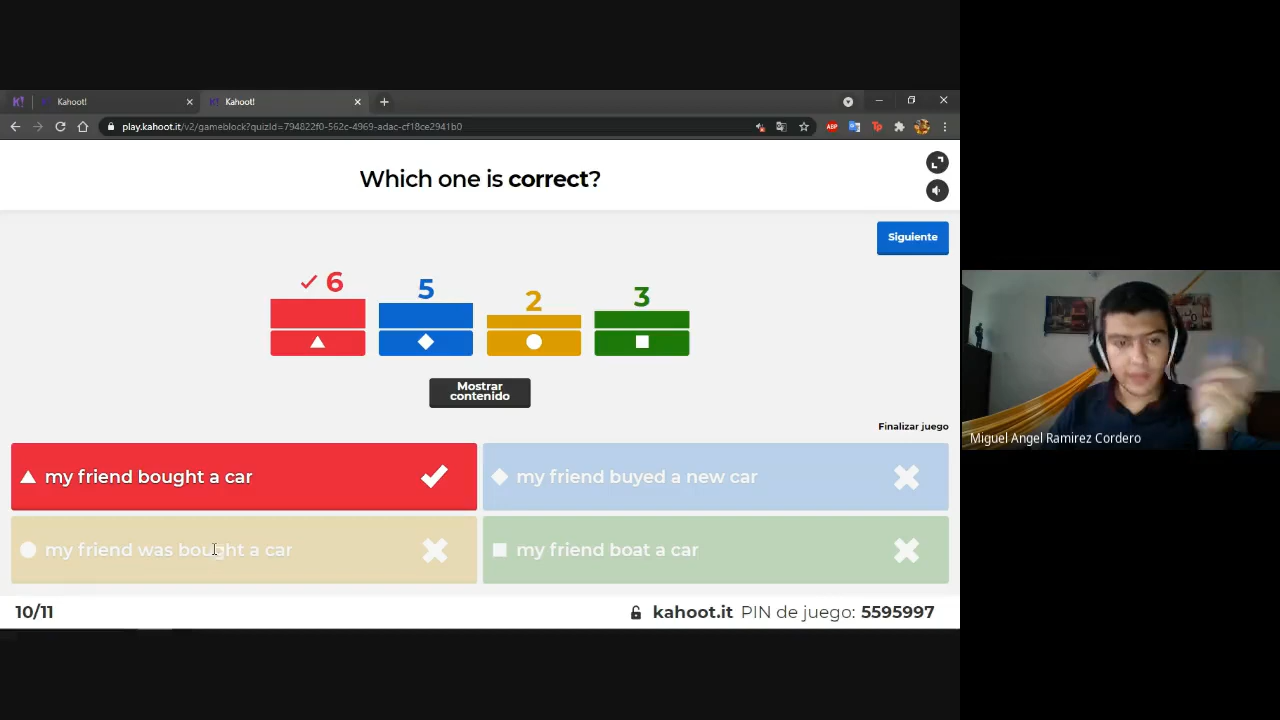 K!
Kahoot!
Kahoot!
play.kahoot.it/v2/gameblock?quizId=794822f0-562c-4969-adac-cf18ce2941b0
ABP
Tp
Which one is correct?
Siguiente
6
5
2
3
Mostrar
contenido
Finalizar juego
my friend bought a car
my friend buyed a new car
my friend was bought a car
my friend boat a car
10/11
kahoot.it PIN de juego: 5595997
Miguel Angel Ramirez Cordero